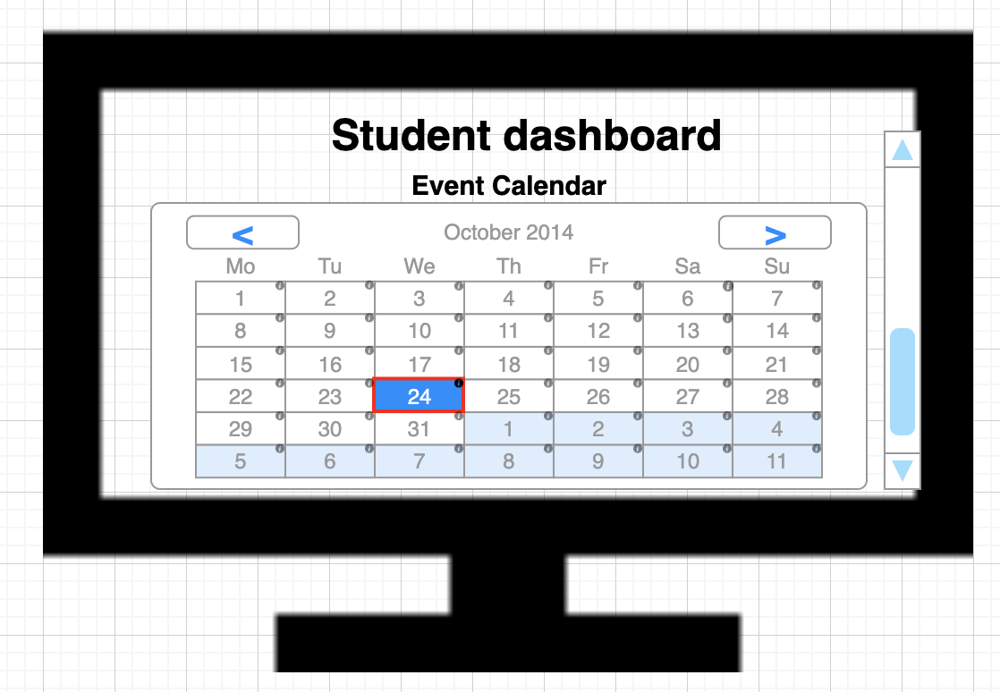 Student dashboard
Event Calendar
< October 2014 >
Mo Tu We Th Fr Sa Su
1 2 3 4 5 6 7
8 9 10 11 12 13 14
15 16 17 18 19 20 21
22 23 24 25 26 27 28
29 30 31 1 2 3 4
5 6 7 8 9 10 11